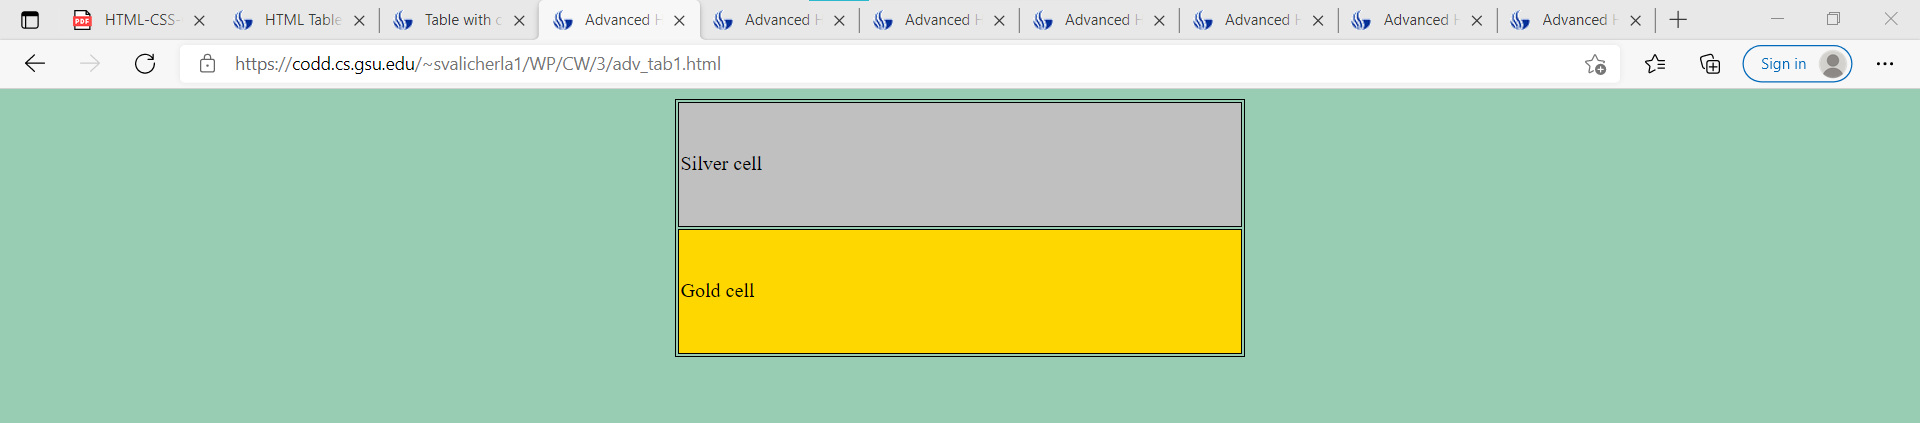 HTML-CSS-
HTML Table
Table with c
Advanced H
Advanced H
Advanced H
Advanced H
Advanced H
Advanced H
Advanced H
https://codd.cs.gsu.edu/~svalicherla1/WP/CW/3/adv_tab1.html
Sign in
Silver cell
Gold cell